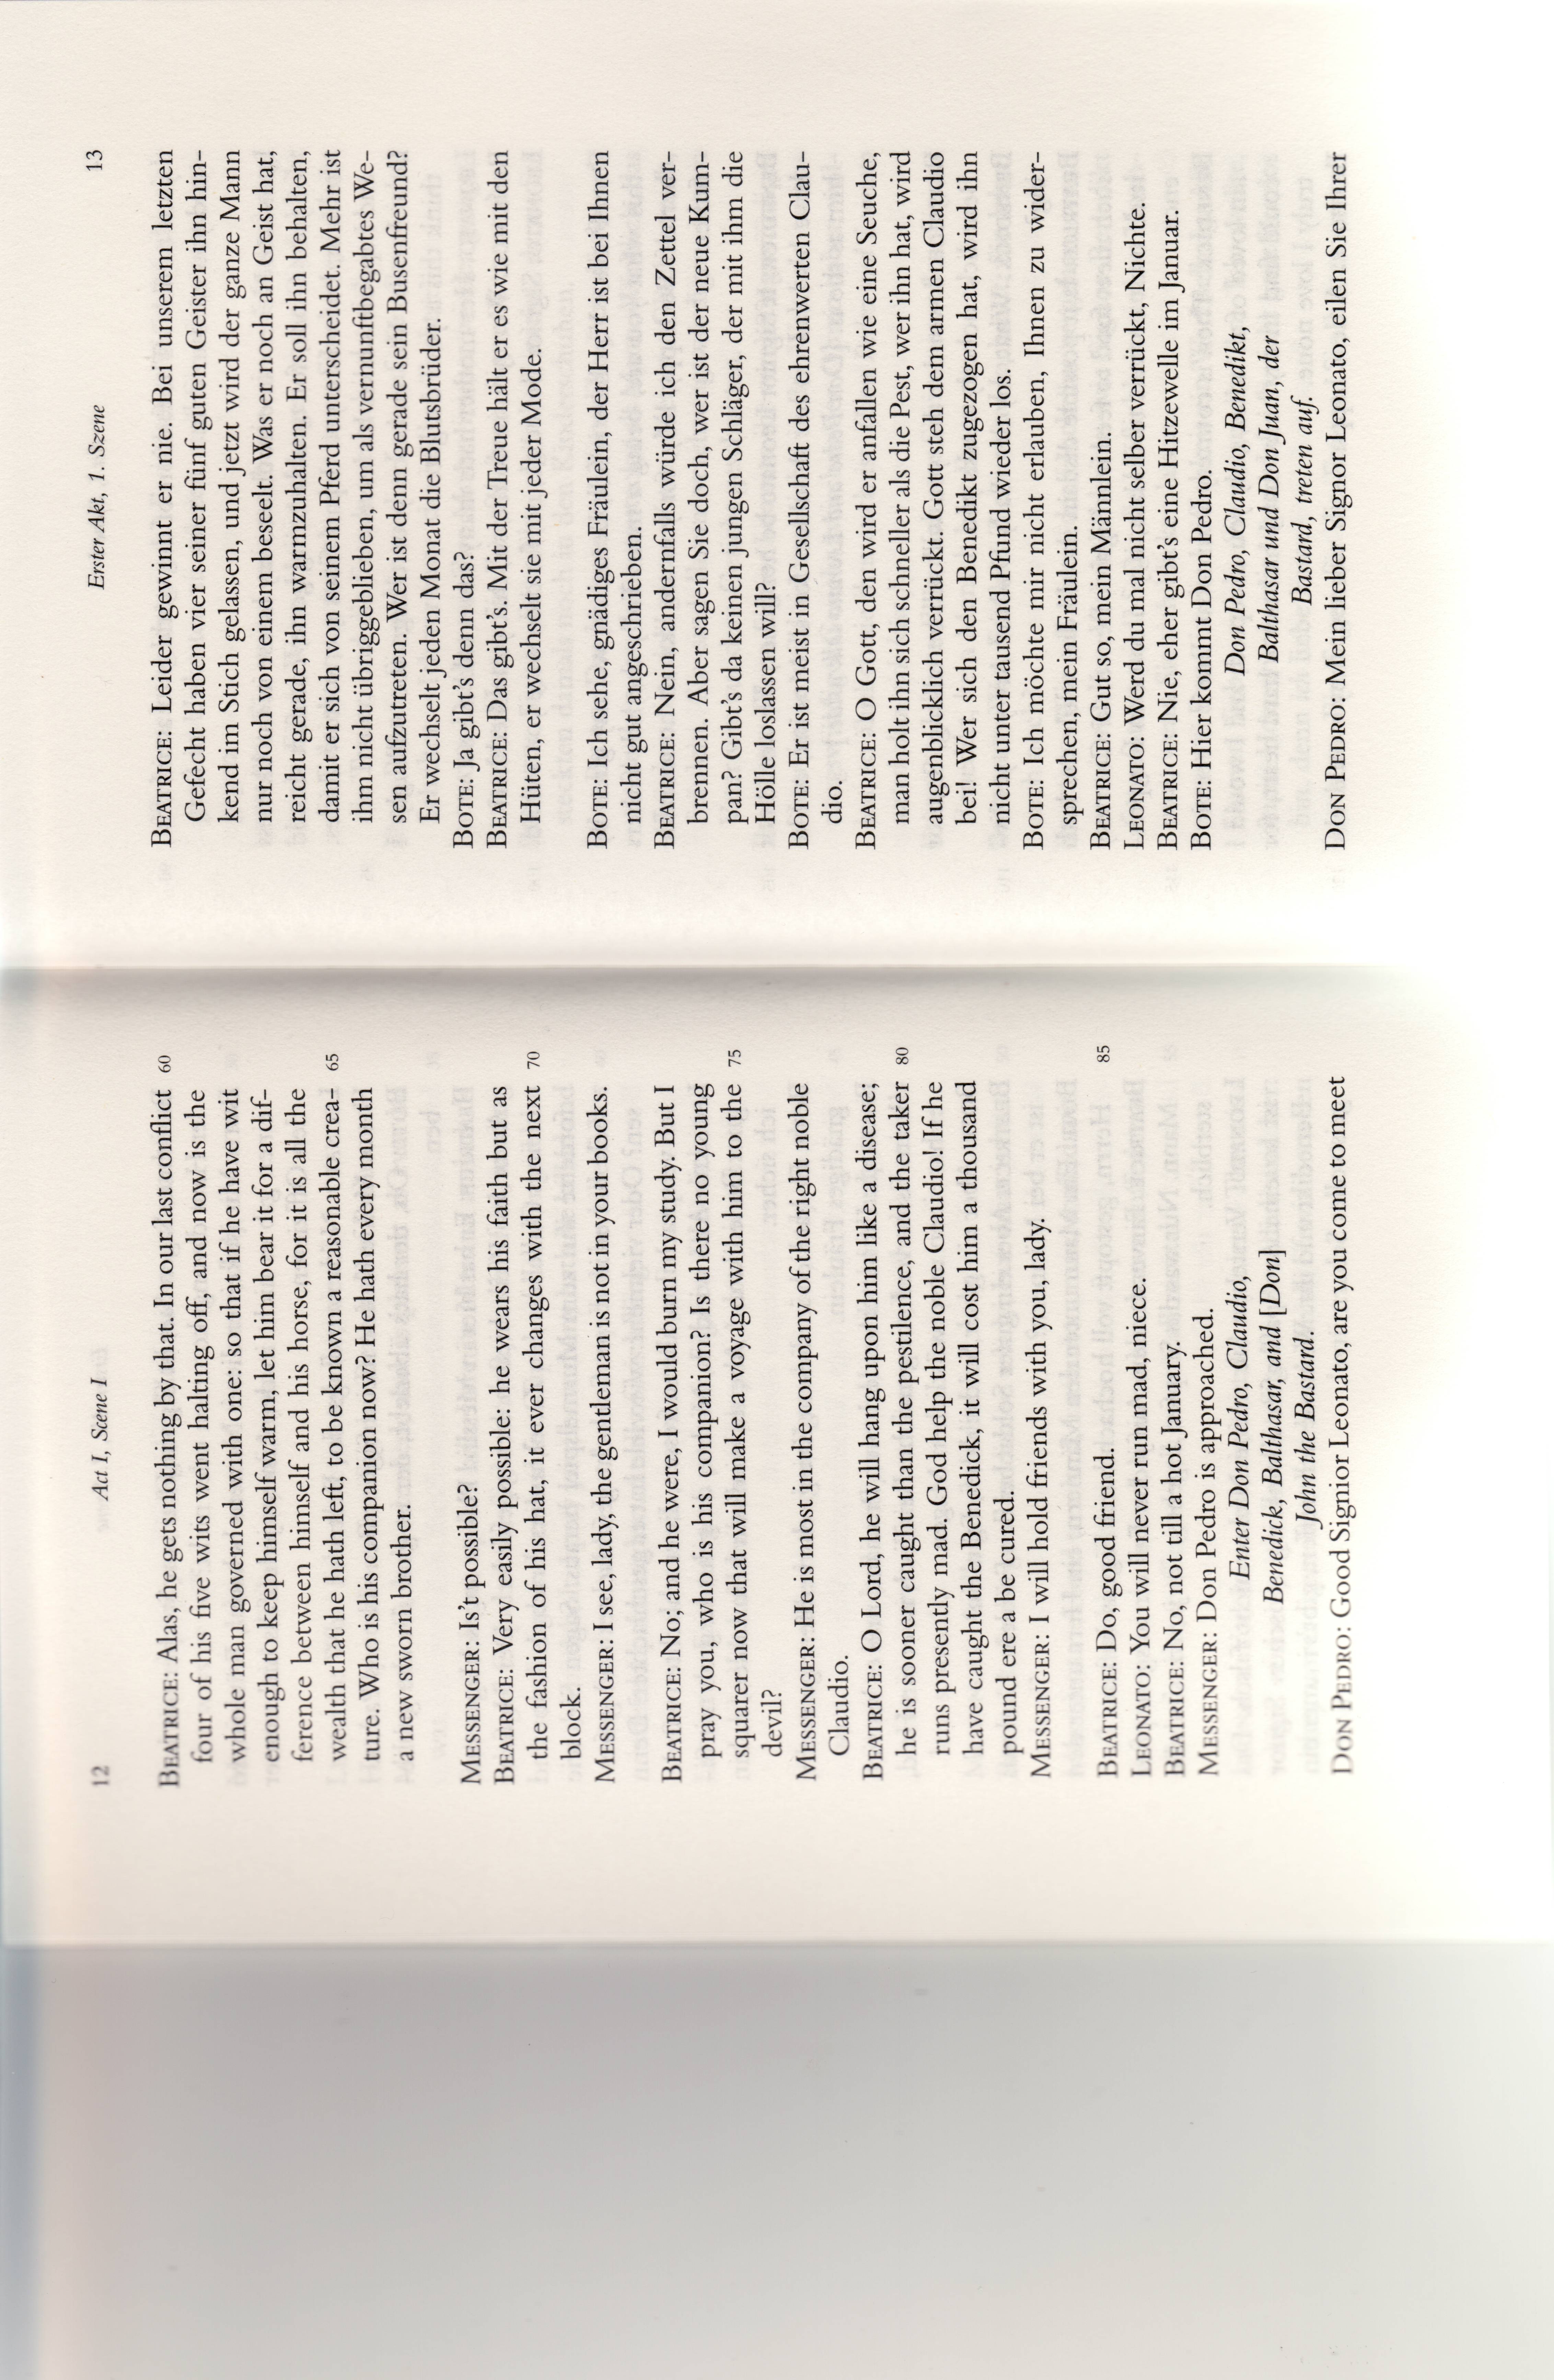 12
Act I, Scene I
BEATRICE: Alas, he gets nothing by that. In our last conflict 60
four of his five wits went halting off, and now is the
whole man governed with one: so that if he have wit
enough to keep himself warm, let him bear it for a dif-
ference between himself and his horse, for it is all the
wealth that he hath left, to be known a reasonable crea- 65
ture. Who is his companion now? He hath every month
a new sworn brother.
MESSENGER: Is't possible?
BEATRICE: Very easily possible: he wears his faith but as
the fashion of his hat, it ever changes with the next 70
block.
MESSENGER: I see, lady, the gentleman is not in your books.
BEATRICE: No; and he were, I would burn my study. But I
pray you, who is his companion? Is there no young
squarer now that will make a voyage with him to the 75
devil?
MESSENGER: He is most in the company of the right noble
Claudio.
BEATRICE: O Lord, he will hang upon him like a disease;
he is sooner caught than the pestilence, and the taker 80
runs presently mad. God help the noble Claudio! If he
have caught the Benedick, it will cost him a thousand
pound ere a be cured.
MESSENGER: I will hold friends with you, lady.
BEATRICE: Do, good friend. 85
LEONATO: You will never run mad, niece.
BEATRICE: No, not till a hot January.
MESSENGER: Don Pedro is approached.
Enter Don Pedro, Claudio,
Benedick, Balthasar, and [Don]
John the Bastard.
DON PEDRO: Good Signior Leonato, are you come to meet
Erster Akt, 1. Szene
13
BEATRICE: Leider gewinnt er nie. Bei unserem letzten
Gefecht haben vier seiner fünf guten Geister ihn hin-
kend im Stich gelassen, und jetzt wird der ganze Mann
nur noch von einem beseelt. Was er noch an Geist hat,
reicht gerade, ihn warmzuhalten. Er soll ihn behalten,
damit er sich von seinem Pferd unterscheidet. Mehr ist
ihm nicht übriggeblieben, um als vernunftbegabtes We-
sen aufzutreten. Wer ist denn gerade sein Busenfreund?
Er wechselt jeden Monat die Blutsbrüder.
BOTE: Ja gibt's denn das?
BEATRICE: Das gibt's. Mit der Treue hält er es wie mit den
Hüten, er wechselt sie mit jeder Mode.
BOTE: Ich sehe, gnädiges Fräulein, der Herr ist bei Ihnen
nicht gut angeschrieben.
BEATRICE: Nein, andernfalls würde ich den Zettel ver-
brennen. Aber sagen Sie doch, wer ist der neue Kum-
pan? Gibt's da keinen jungen Schläger, der mit ihm die
Hölle loslassen will?
BOTE: Er ist meist in Gesellschaft des ehrenwerten Clau-
dio.
BEATRICE: O Gott, den wird er anfallen wie eine Seuche,
man holt ihn sich schneller als die Pest, wer ihn hat, wird
augenblicklich verrückt. Gott steh dem armen Claudio
bei! Wer sich den Benedikt zugezogen hat, wird ihn
nicht unter tausend Pfund wieder los.
BOTE: Ich möchte mir nicht erlauben, Ihnen zu wider-
sprechen, mein Fräulein.
BEATRICE: Gut so, mein Männlein.
LEONATO: Werd du mal nicht selber verrückt, Nichte.
BEATRICE: Nie, eher gibt's eine Hitzewelle im Januar.
BOTE: Hier kommt Don Pedro.
Don Pedro, Claudio, Benedikt,
Balthasar und Don Juan, der
Bastard, treten auf.
DON PEDRO: Mein lieber Signor Leonato, eilen Sie Ihrer